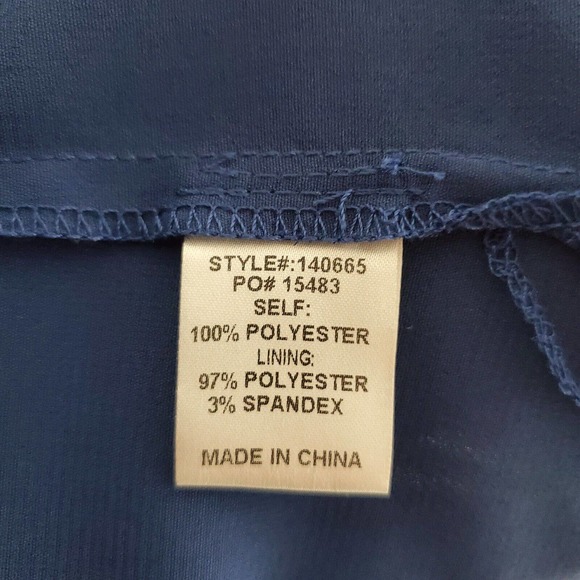 STYLE#:140665
PO# 15483
SELF:
100% POLYESTER
LINING:
97% POLYESTER
3% SPANDEX
MADE IN CHINA